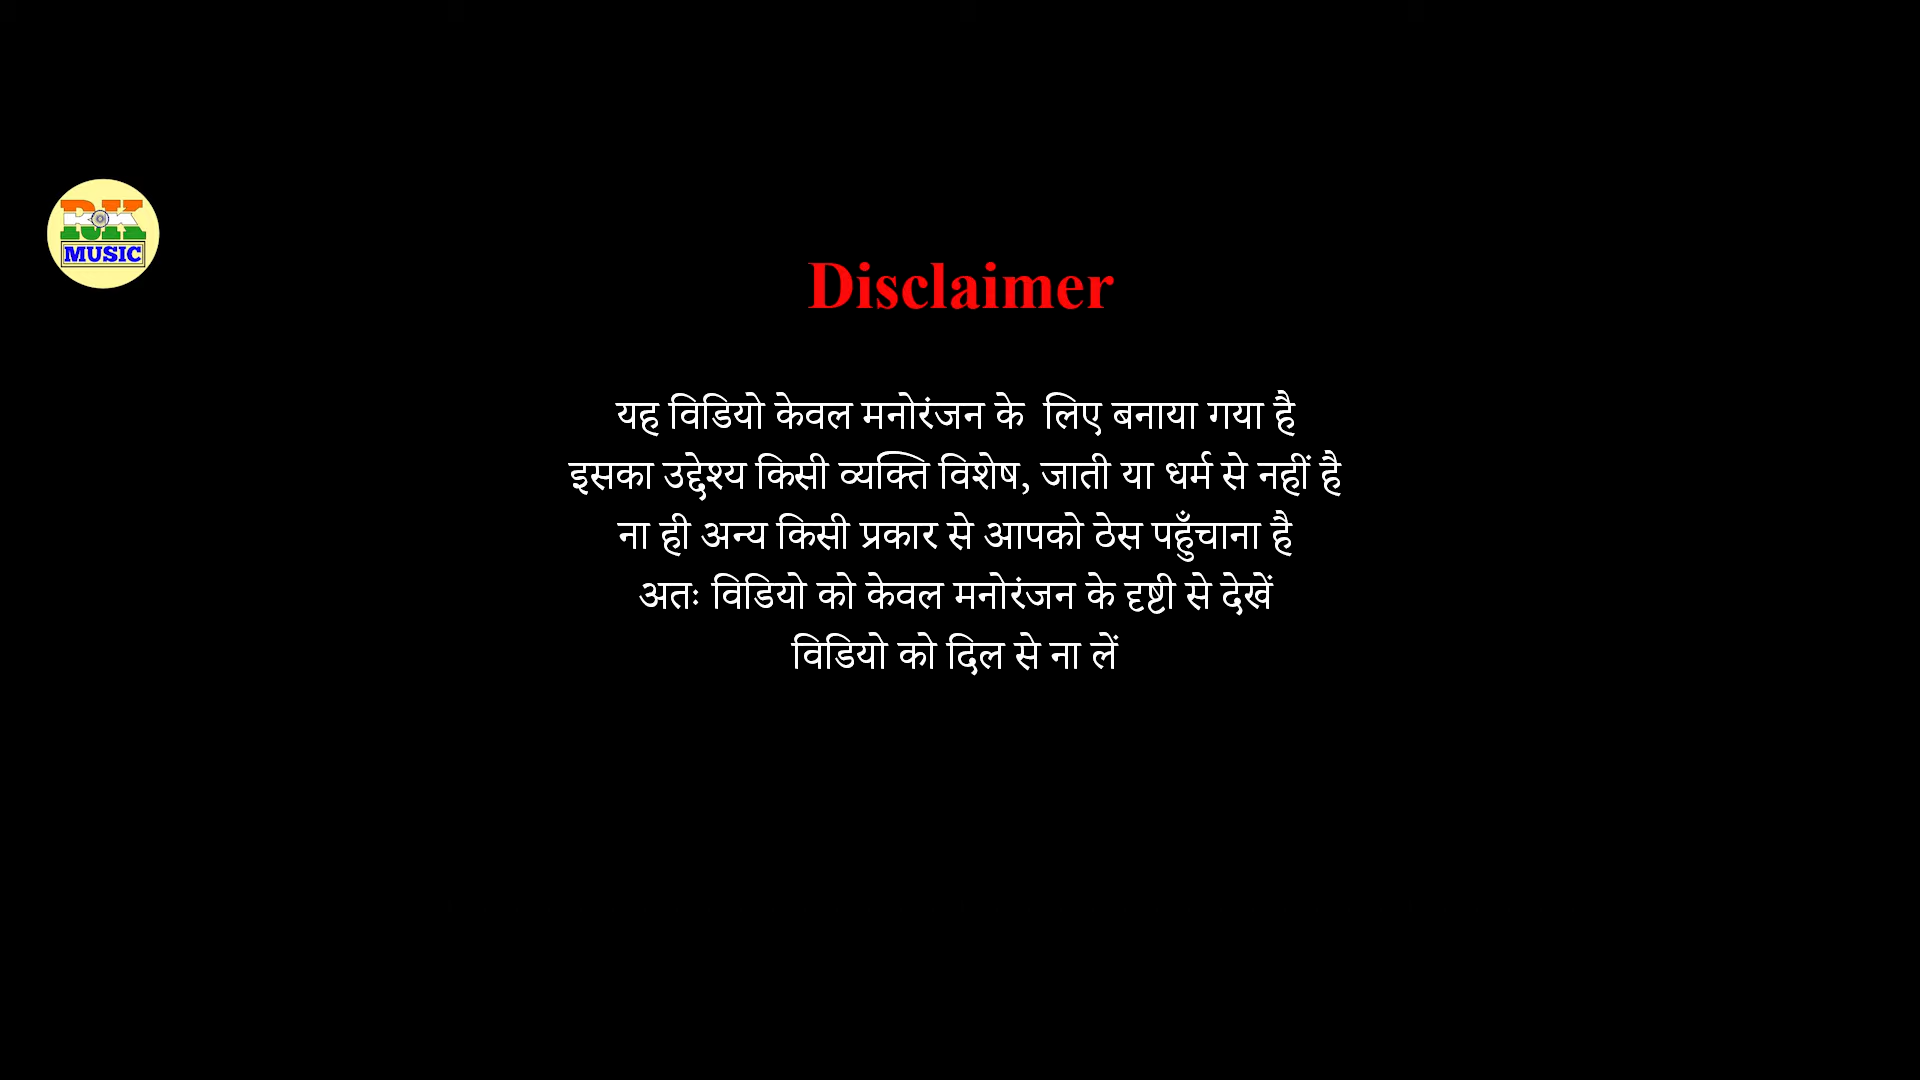 RK
MUSIC
Disclaimer
यह विडियो केवल मनोरंजन के लिए बनाया गया है
इसका उद्देश्य किसी व्यक्ति विशेष, जाती या धर्म से नहीं है
ना ही अन्य किसी प्रकार से आपको ठेस पहुँचाना है
अतः विडियो को केवल मनोरंजन के दृष्टी से देखें
विडियो को दिल से ना लें